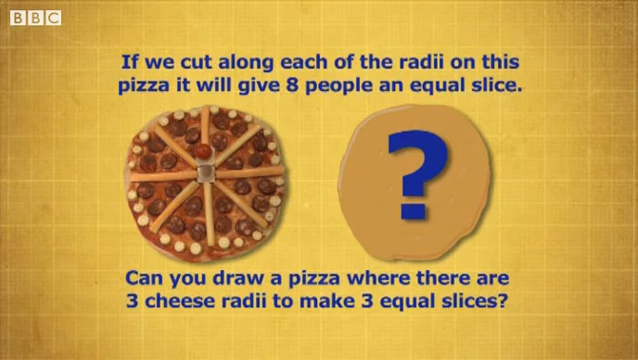 BBC
If we cut along each of the radii on this
pizza it will give 8 people an equal slice.
?
Can you draw a pizza where there are
3 cheese radii to make 3 equal slices?